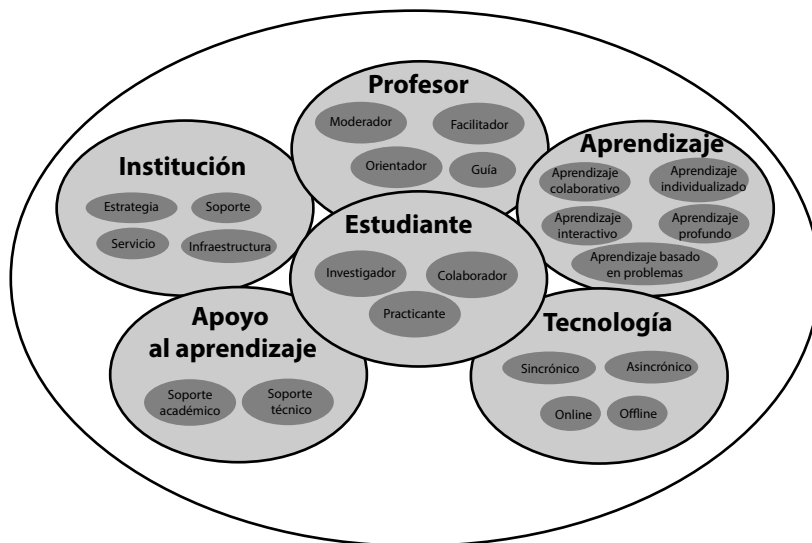 Profesor
Moderador
Facilitador
Orientador
Guía
Institución
Estrategia
Soporte
Servicio
Infraestructura
Aprendizaje
Aprendizaje
colaborativo
Aprendizaje
individualizado
Aprendizaje
interactivo
Aprendizaje
profundo
Aprendizaje basado
en problemas
Estudiante
Investigador
Colaborador
Practicante
Apoyo
al aprendizaje
Soporte
académico
Soporte
técnico
Tecnología
Sincrónico
Asincrónico
Online
Offline